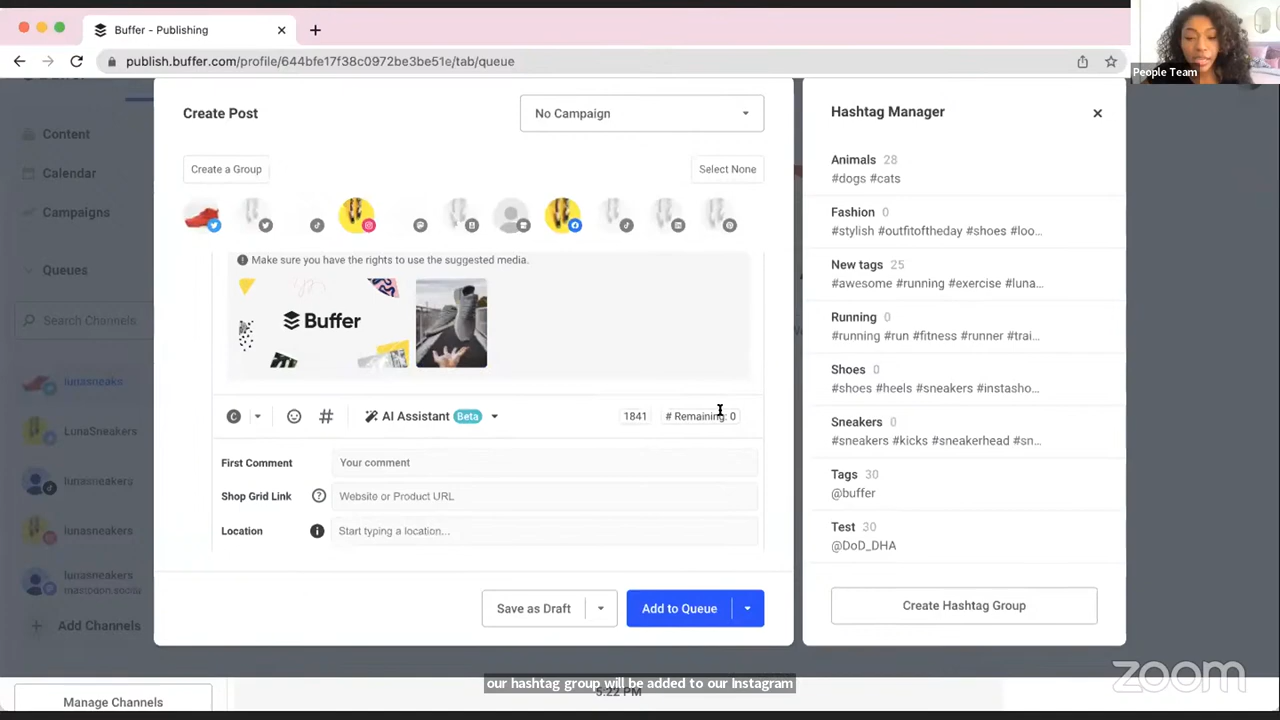 Buffer - Publishing
publish.buffer.com/profile/644bfe17f38c0972be3be51e/tab/queue
People Team
Content
Calendar
Campaigns
Queues
Search Channels
lunasneaks
LunaSneakers
lunasneakers
lunasneakers
lunasneakers
mastodon.social
Add Channels
Manage Channels
Create Post
No Campaign
Create a Group
Select None
Make sure you have the rights to use the suggested media.
Buffer
AI Assistant Beta
1841
# Remaining: 0
First Comment
Your comment
Shop Grid Link
Website or Product URL
Location
Start typing a location...
Save as Draft
Add to Queue
Hashtag Manager
Animals 28
#dogs #cats
Fashion 0
#stylish #outfitoftheday #shoes #loo...
New tags 25
#awesome #running #exercise #luna...
Running 0
#running #run #fitness #runner #trai...
Shoes 0
#shoes #heels #sneakers #instasho...
Sneakers 0
#sneakers #kicks #sneakerhead #sn...
Tags 30
@buffer
Test 30
@DoD_DHA
Create Hashtag Group
our hashtag group will be added to our Instagram
5:22 PM
zoom